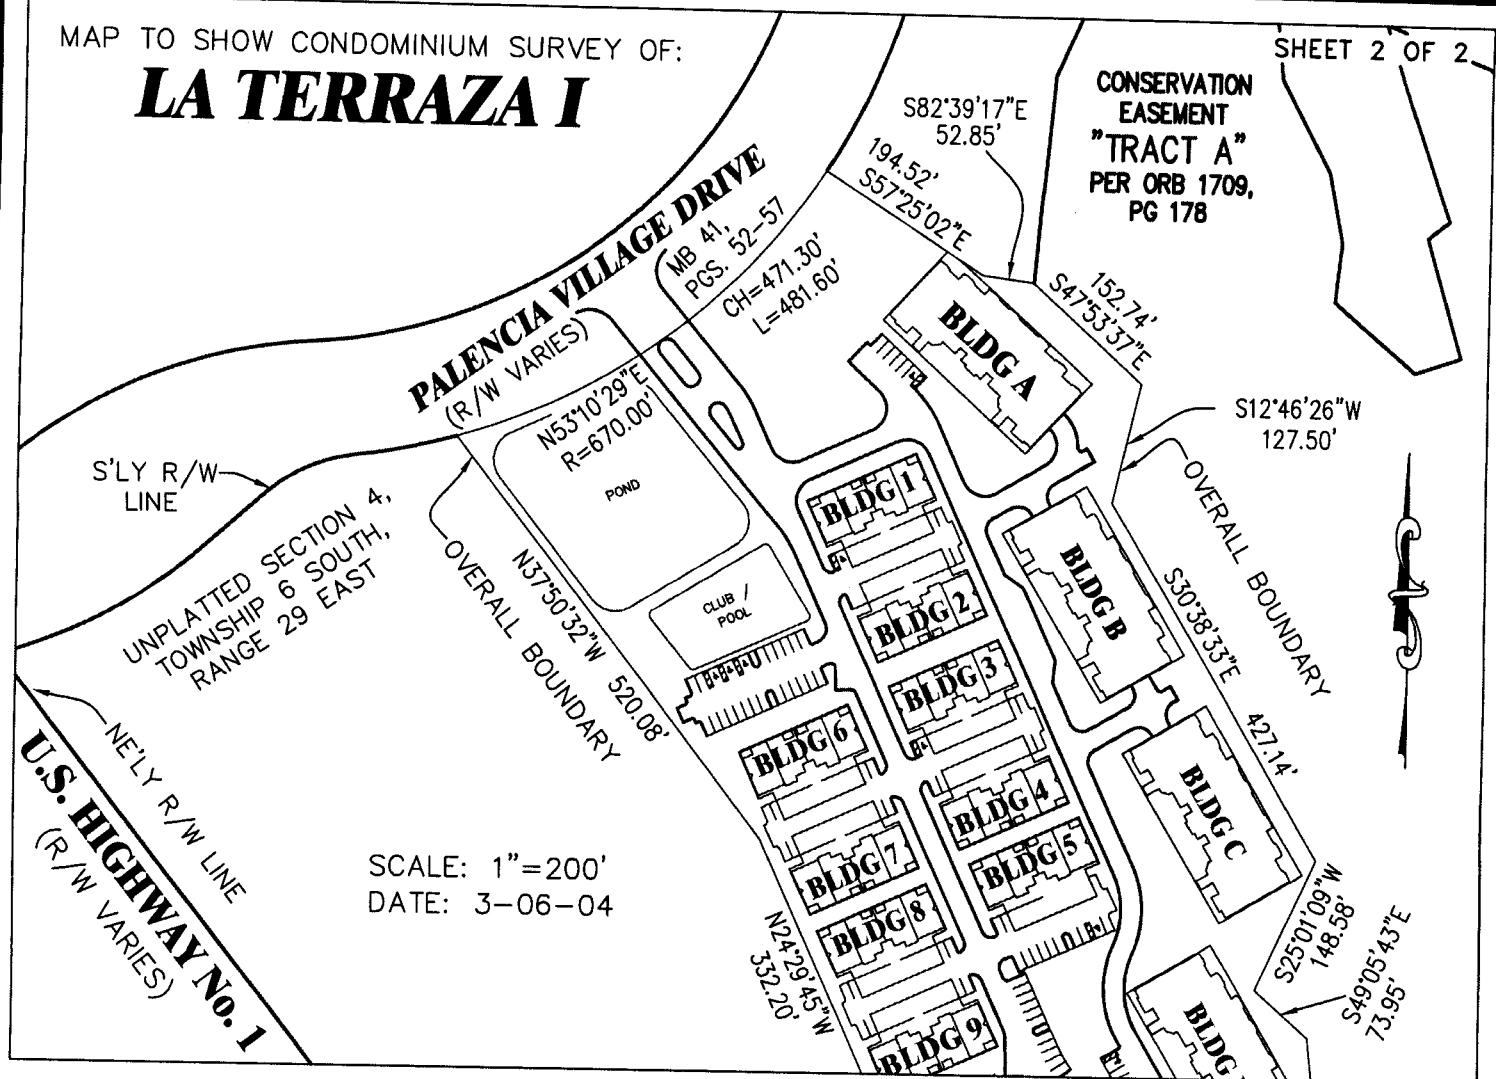 MAP TO SHOW CONDOMINIUM SURVEY OF:
LA TERRAZA I
SHEET 2 OF 2
CONSERVATION
EASEMENT
"TRACT A"
PER ORB 1709,
PG 178
S82°39'17"E
52.85'
194.52'
S57°25'02"E
PALENCIA VILLAGE DRIVE
(R/W VARIES)
MB 41,
PGS. 52-57
CH=471.30'
L=481.60'
152.74'
S47°53'37"E
BLDG A
N53°10'29"E
R=670.00'
POND
S12°46'26"W
127.50'
S'LY R/W
LINE
UNPLATTED SECTION 4,
TOWNSHIP 6 SOUTH,
RANGE 29 EAST
OVERALL BOUNDARY
N37°50'32"W 520.08'
CLUB /
POOL
BLDG 1
BLDG 2
BLDG 3
BLDG B
OVERALL BOUNDARY
S30°38'33"E
427.14'
NE'LY R/W LINE
U.S. HIGHWAY No. 1
(R/W VARIES)
SCALE: 1"=200'
DATE: 3-06-04
BLDG 6
BLDG 4
BLDG 5
BLDG 7
BLDG 8
BLDG C
N24°29'45"W
332.20'
S25°01'09"W
148.58'
S49°05'43"E
73.95'
BLDG 9
BLDG